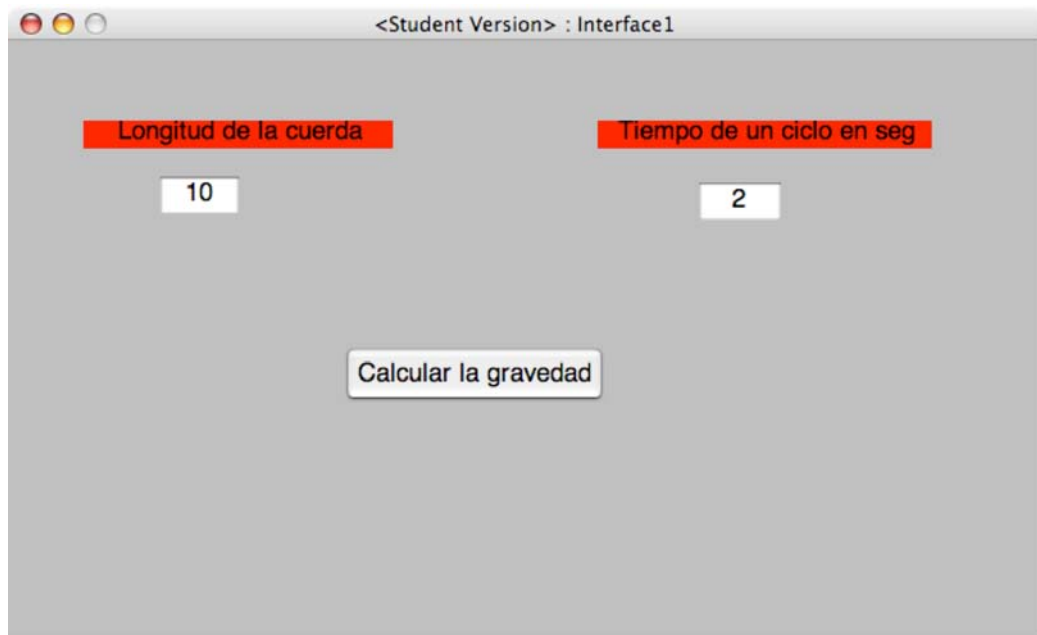 <Student Version> : Interface1
Longitud de la cuerda
Tiempo de un ciclo en seg
10
2
Calcular la gravedad